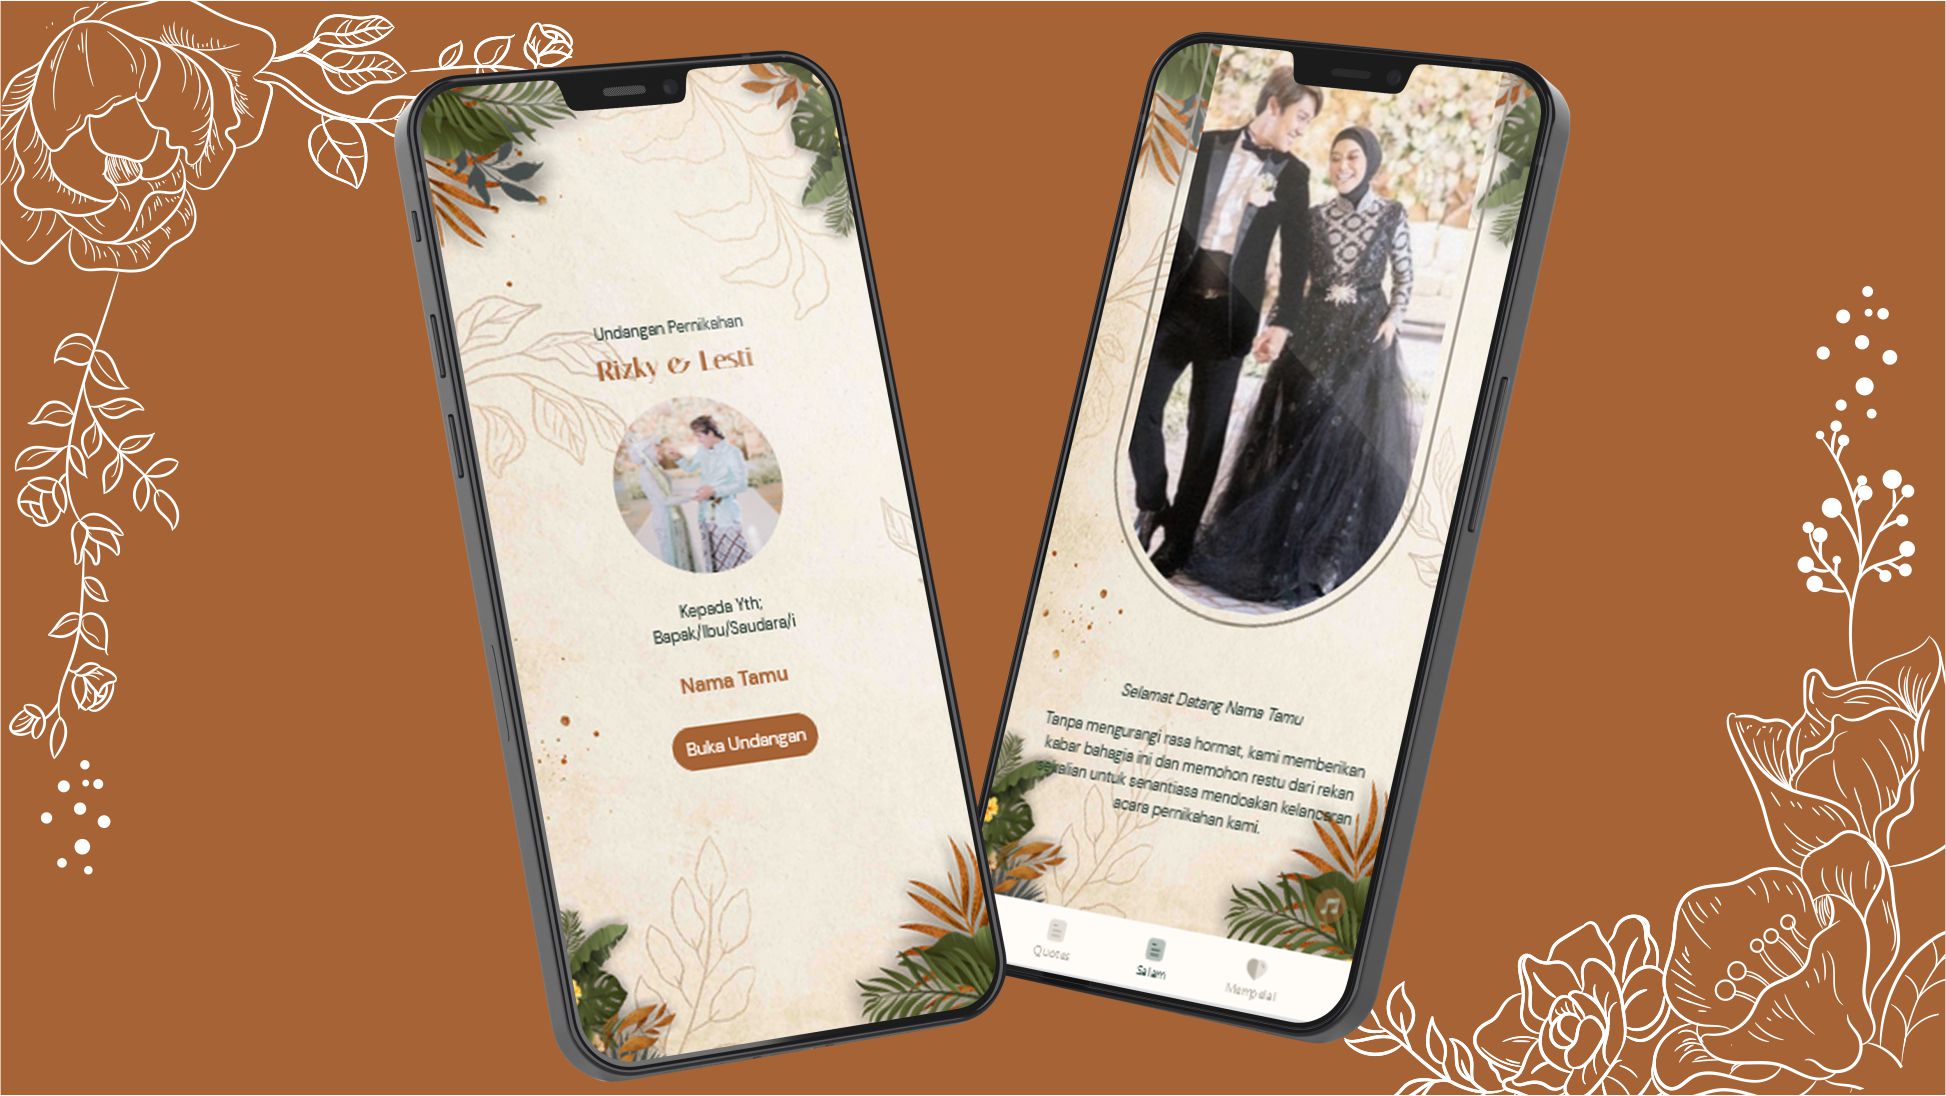 Undangan Pernikahan
Rizky & Lesti
Kepada Yth;
Bapak/Ibu/Saudara/i
Nama Tamu
Buka Undangan
Selamat Datang Nama Tamu
Tanpa mengurangi rasa hormat, kami memberikan
kabar bahagia ini dan memohon restu dari rekan
sekalian untuk senantiasa mendoakan kelancaran
acara pernikahan kami.
Quotes
Salam
Mempelai